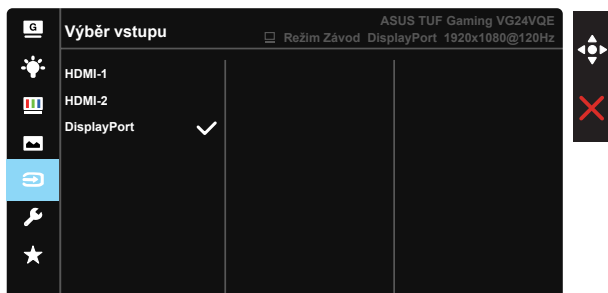 G
Výběr vstupu
ASUS TUF Gaming VG24VQE
Režim Závod DisplayPort 1920x1080@120Hz
HDMI-1
HDMI-2
DisplayPort